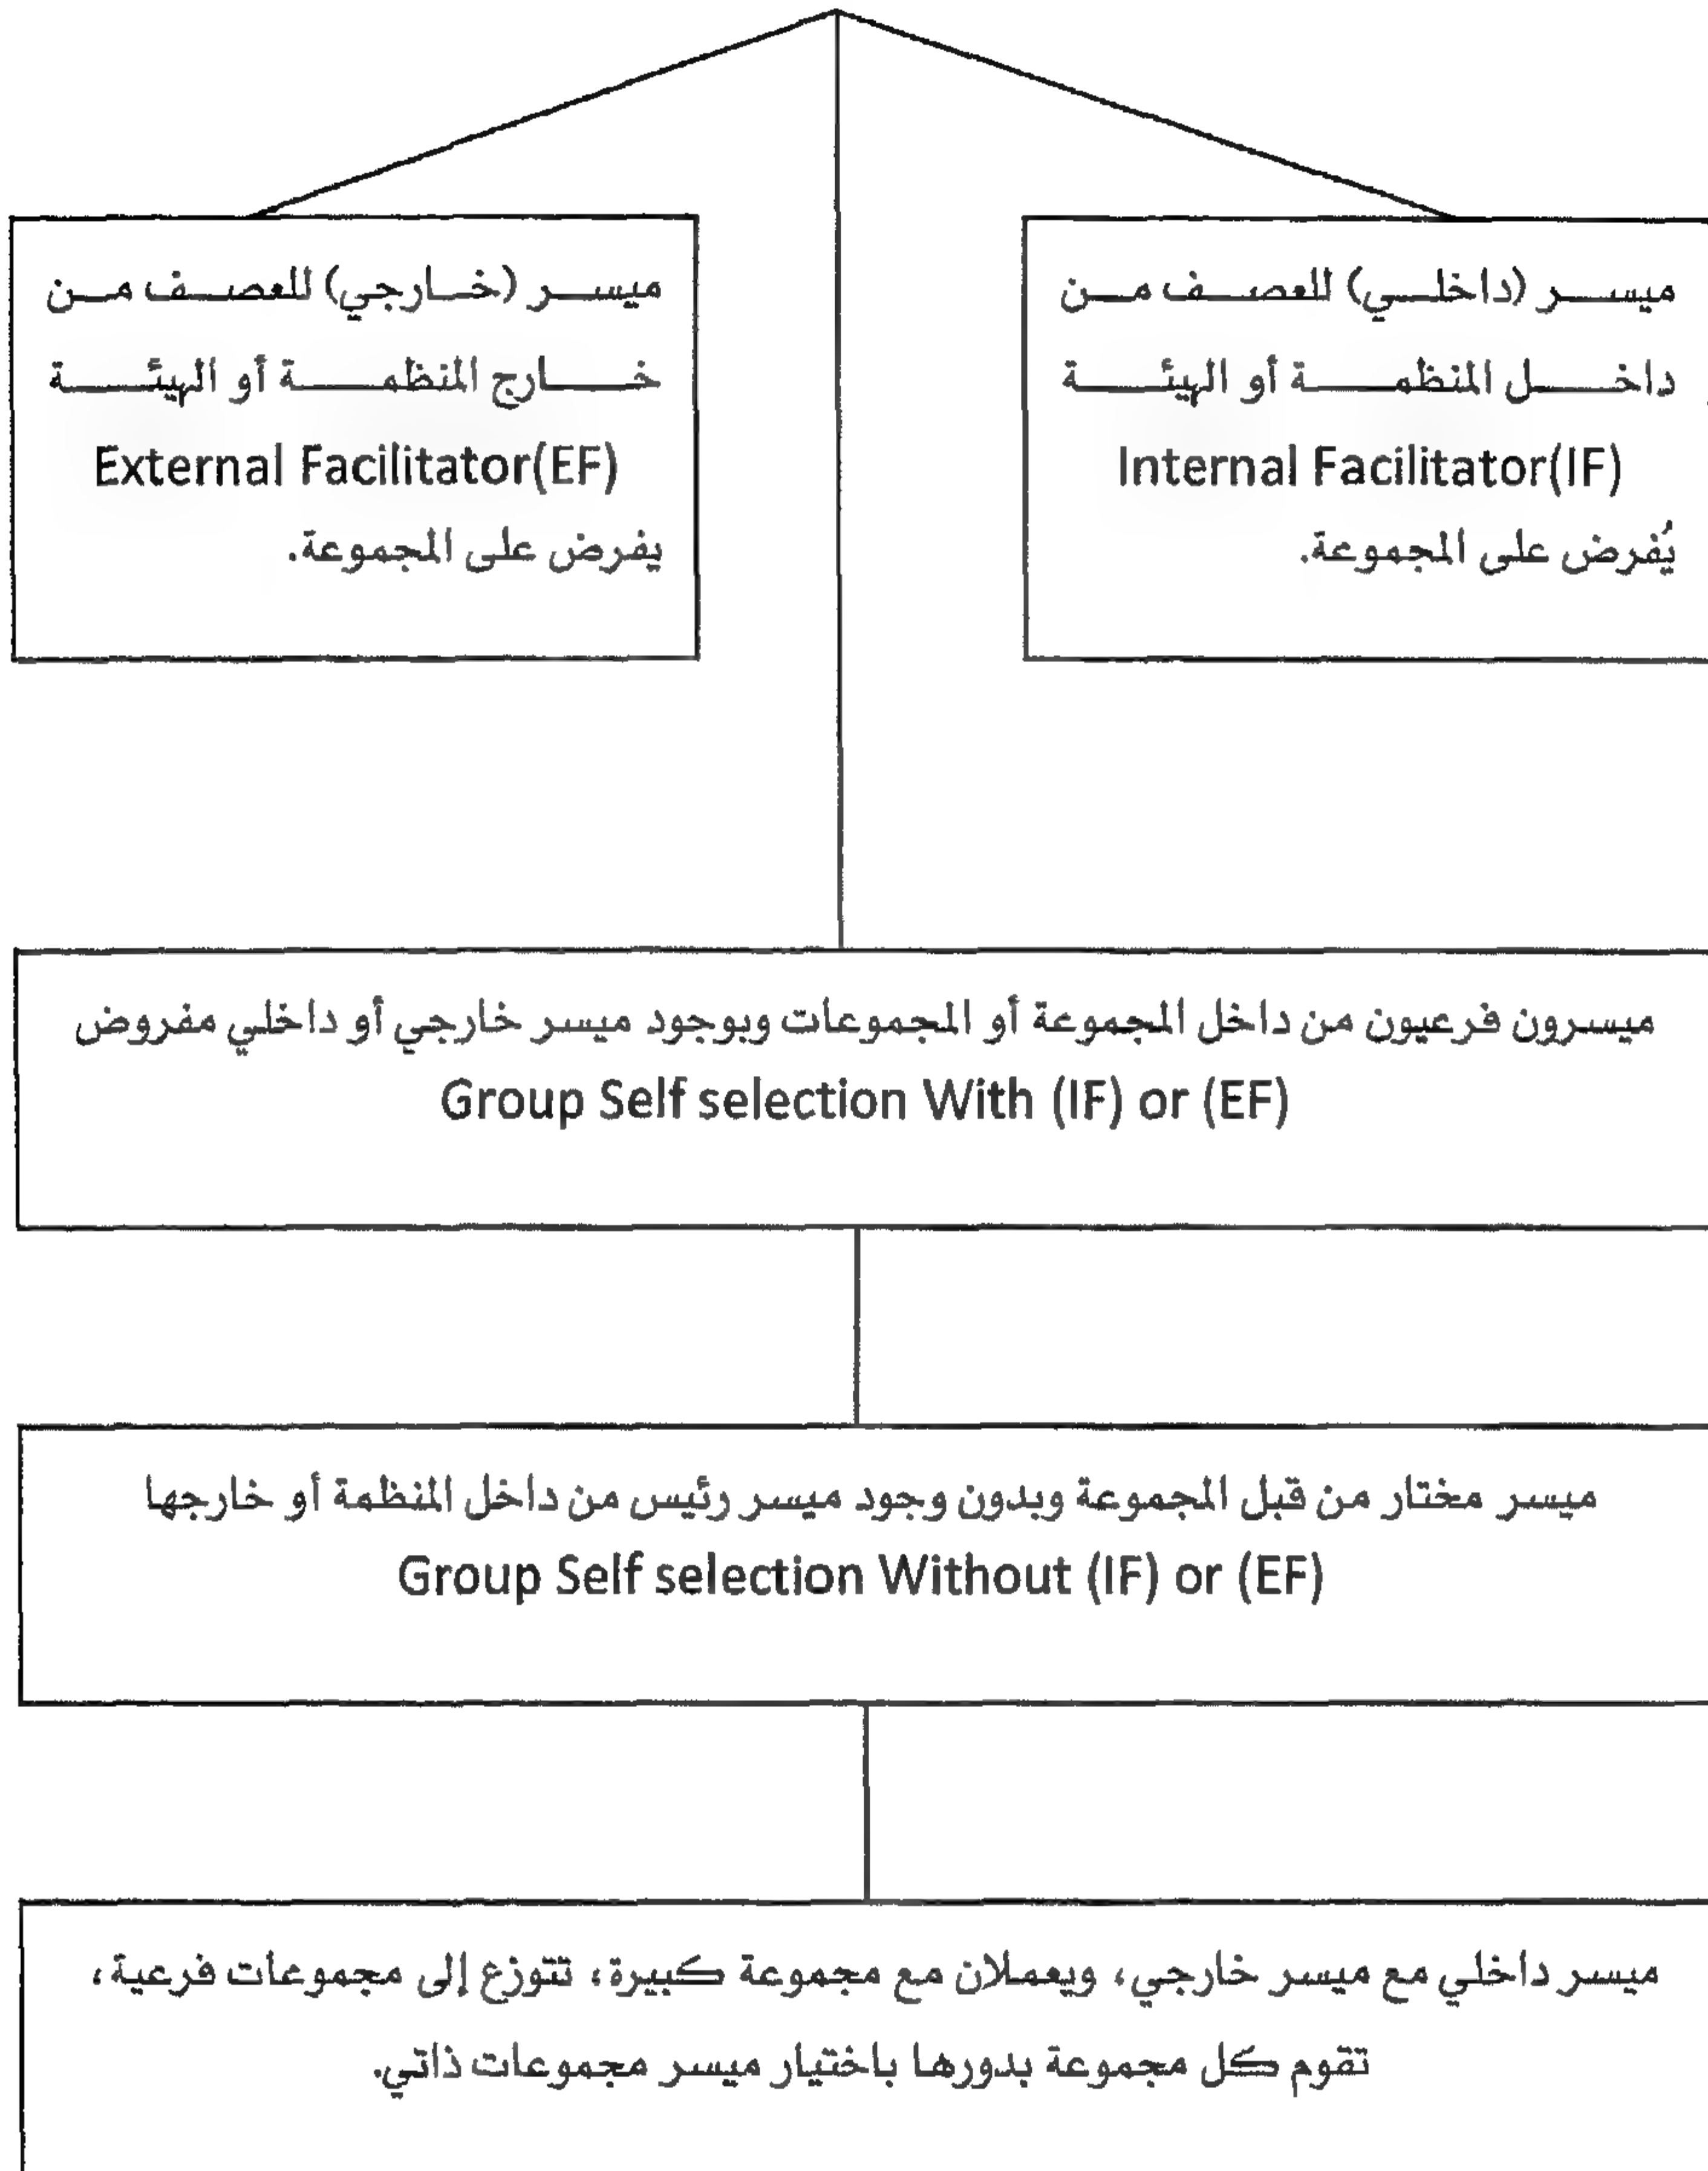 ميسر (داخلي) للعصف من
داخل المنظمة أو الهيئة
Internal Facilitator(IF)
يُفرض على المجموعة.
ميسر (خارجي) للعصف من
خارج المنظمة أو الهيئة
External Facilitator(EF)
يفرض على المجموعة.
ميسرون فرعيون من داخل المجموعة أو المجموعات وبوجود ميسر خارجي أو داخلي مفروض
Group Self selection With (IF) or (EF)
ميسر مختار من قبل المجموعة وبدون وجود ميسر رئيس من داخل المنظمة أو خارجها
Group Self selection Without (IF) or (EF)
ميسر داخلي مع ميسر خارجي، ويعملان مع مجموعة كبيرة، تتوزع إلى مجموعات فرعية،
تقوم كل مجموعة بدورها باختيار ميسر مجموعات ذاتي.